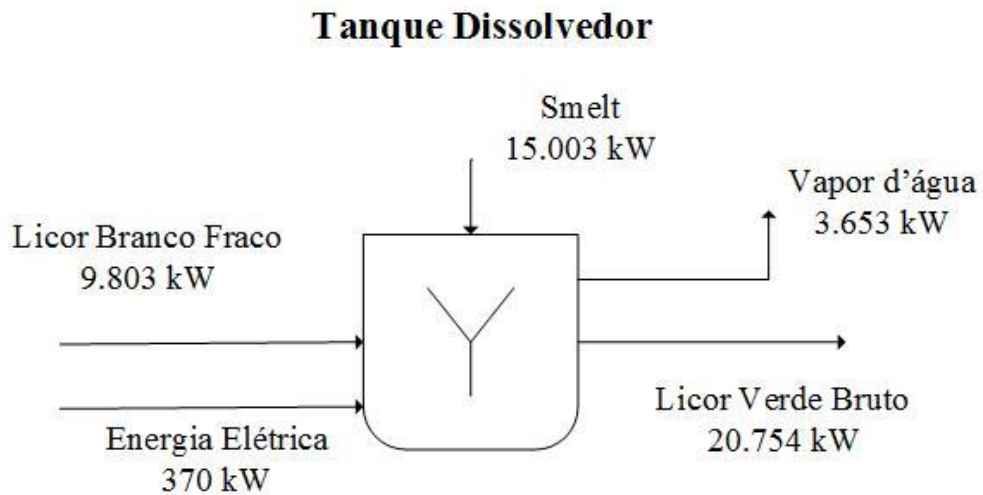 Tanque Dissolvedor
Smelt
15.003 kW
Vapor d'água
3.653 kW
Licor Branco Fraco
9.803 kW
Licor Verde Bruto
20.754 kW
Energia Elétrica
370 kW